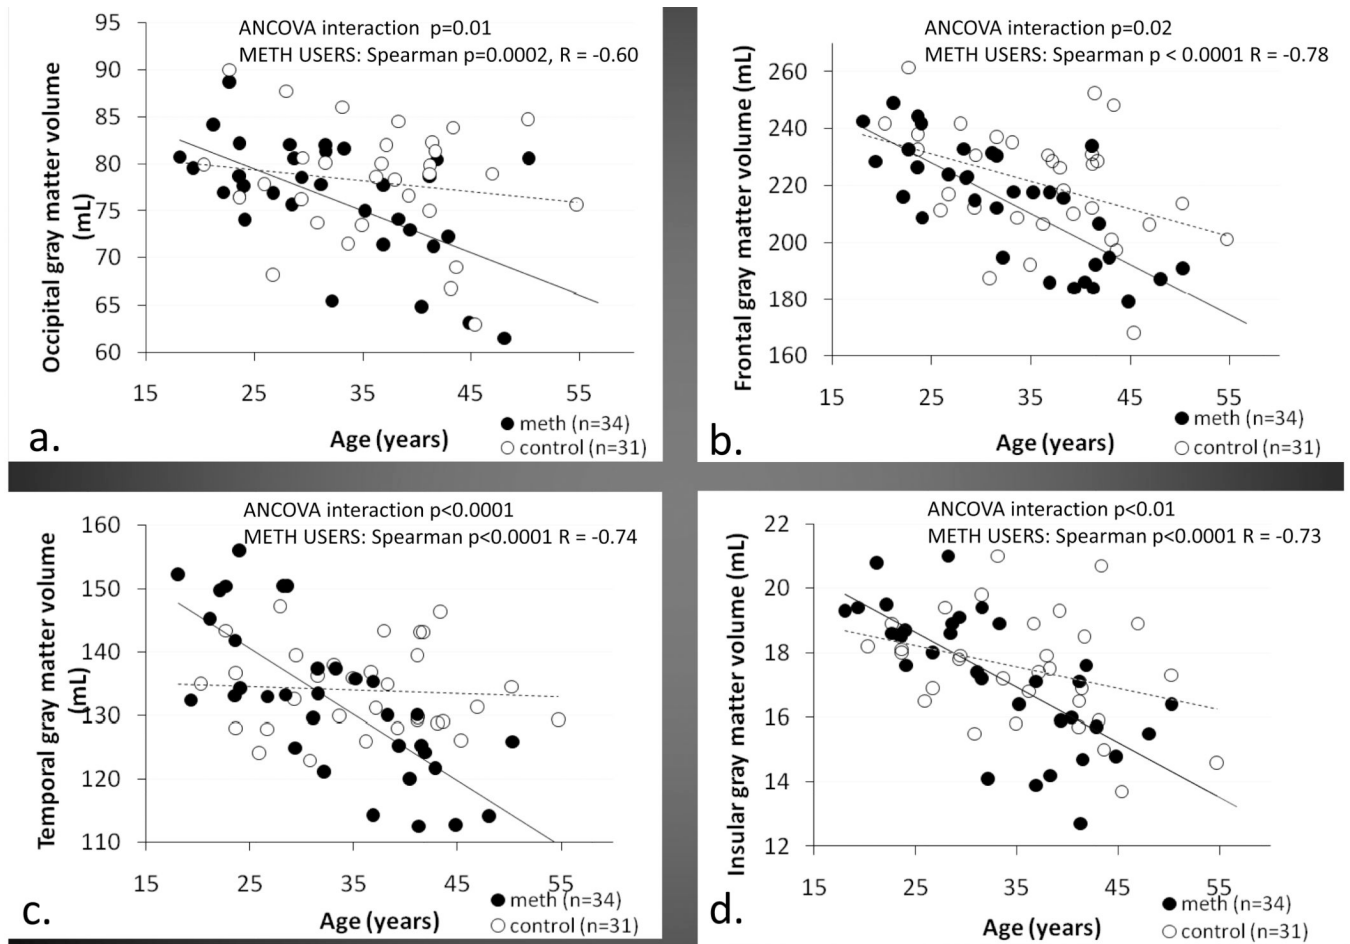 ANCOVA interaction  p=0.01
METH USERS: Spearman p=0.0002, R = -0.60
Occipital gray matter volume
(mL)
95
90
85
80
75
70
65
60
15 25 35 45 55
Age (years)
meth (n=34)
control (n=31)
a.
ANCOVA interaction  p=0.02
METH USERS: Spearman p < 0.0001 R = -0.78
Frontal gray matter volume (mL)
260
240
220
200
180
160
15 25 35 45 55
Age (years)
meth (n=34)
control (n=31)
b.
ANCOVA interaction p<0.0001
METH USERS: Spearman p<0.0001 R = -0.74
Temporal gray matter volume
(mL)
160
150
140
130
120
110
15 25 35 45 55
Age (years)
meth (n=34)
control (n=31)
c.
ANCOVA interaction p<0.01
METH USERS: Spearman p<0.0001 R = -0.73
Insular gray matter volume (mL)
22
20
18
16
14
12
15 25 35 45 55
Age (years)
meth (n=34)
control (n=31)
d.